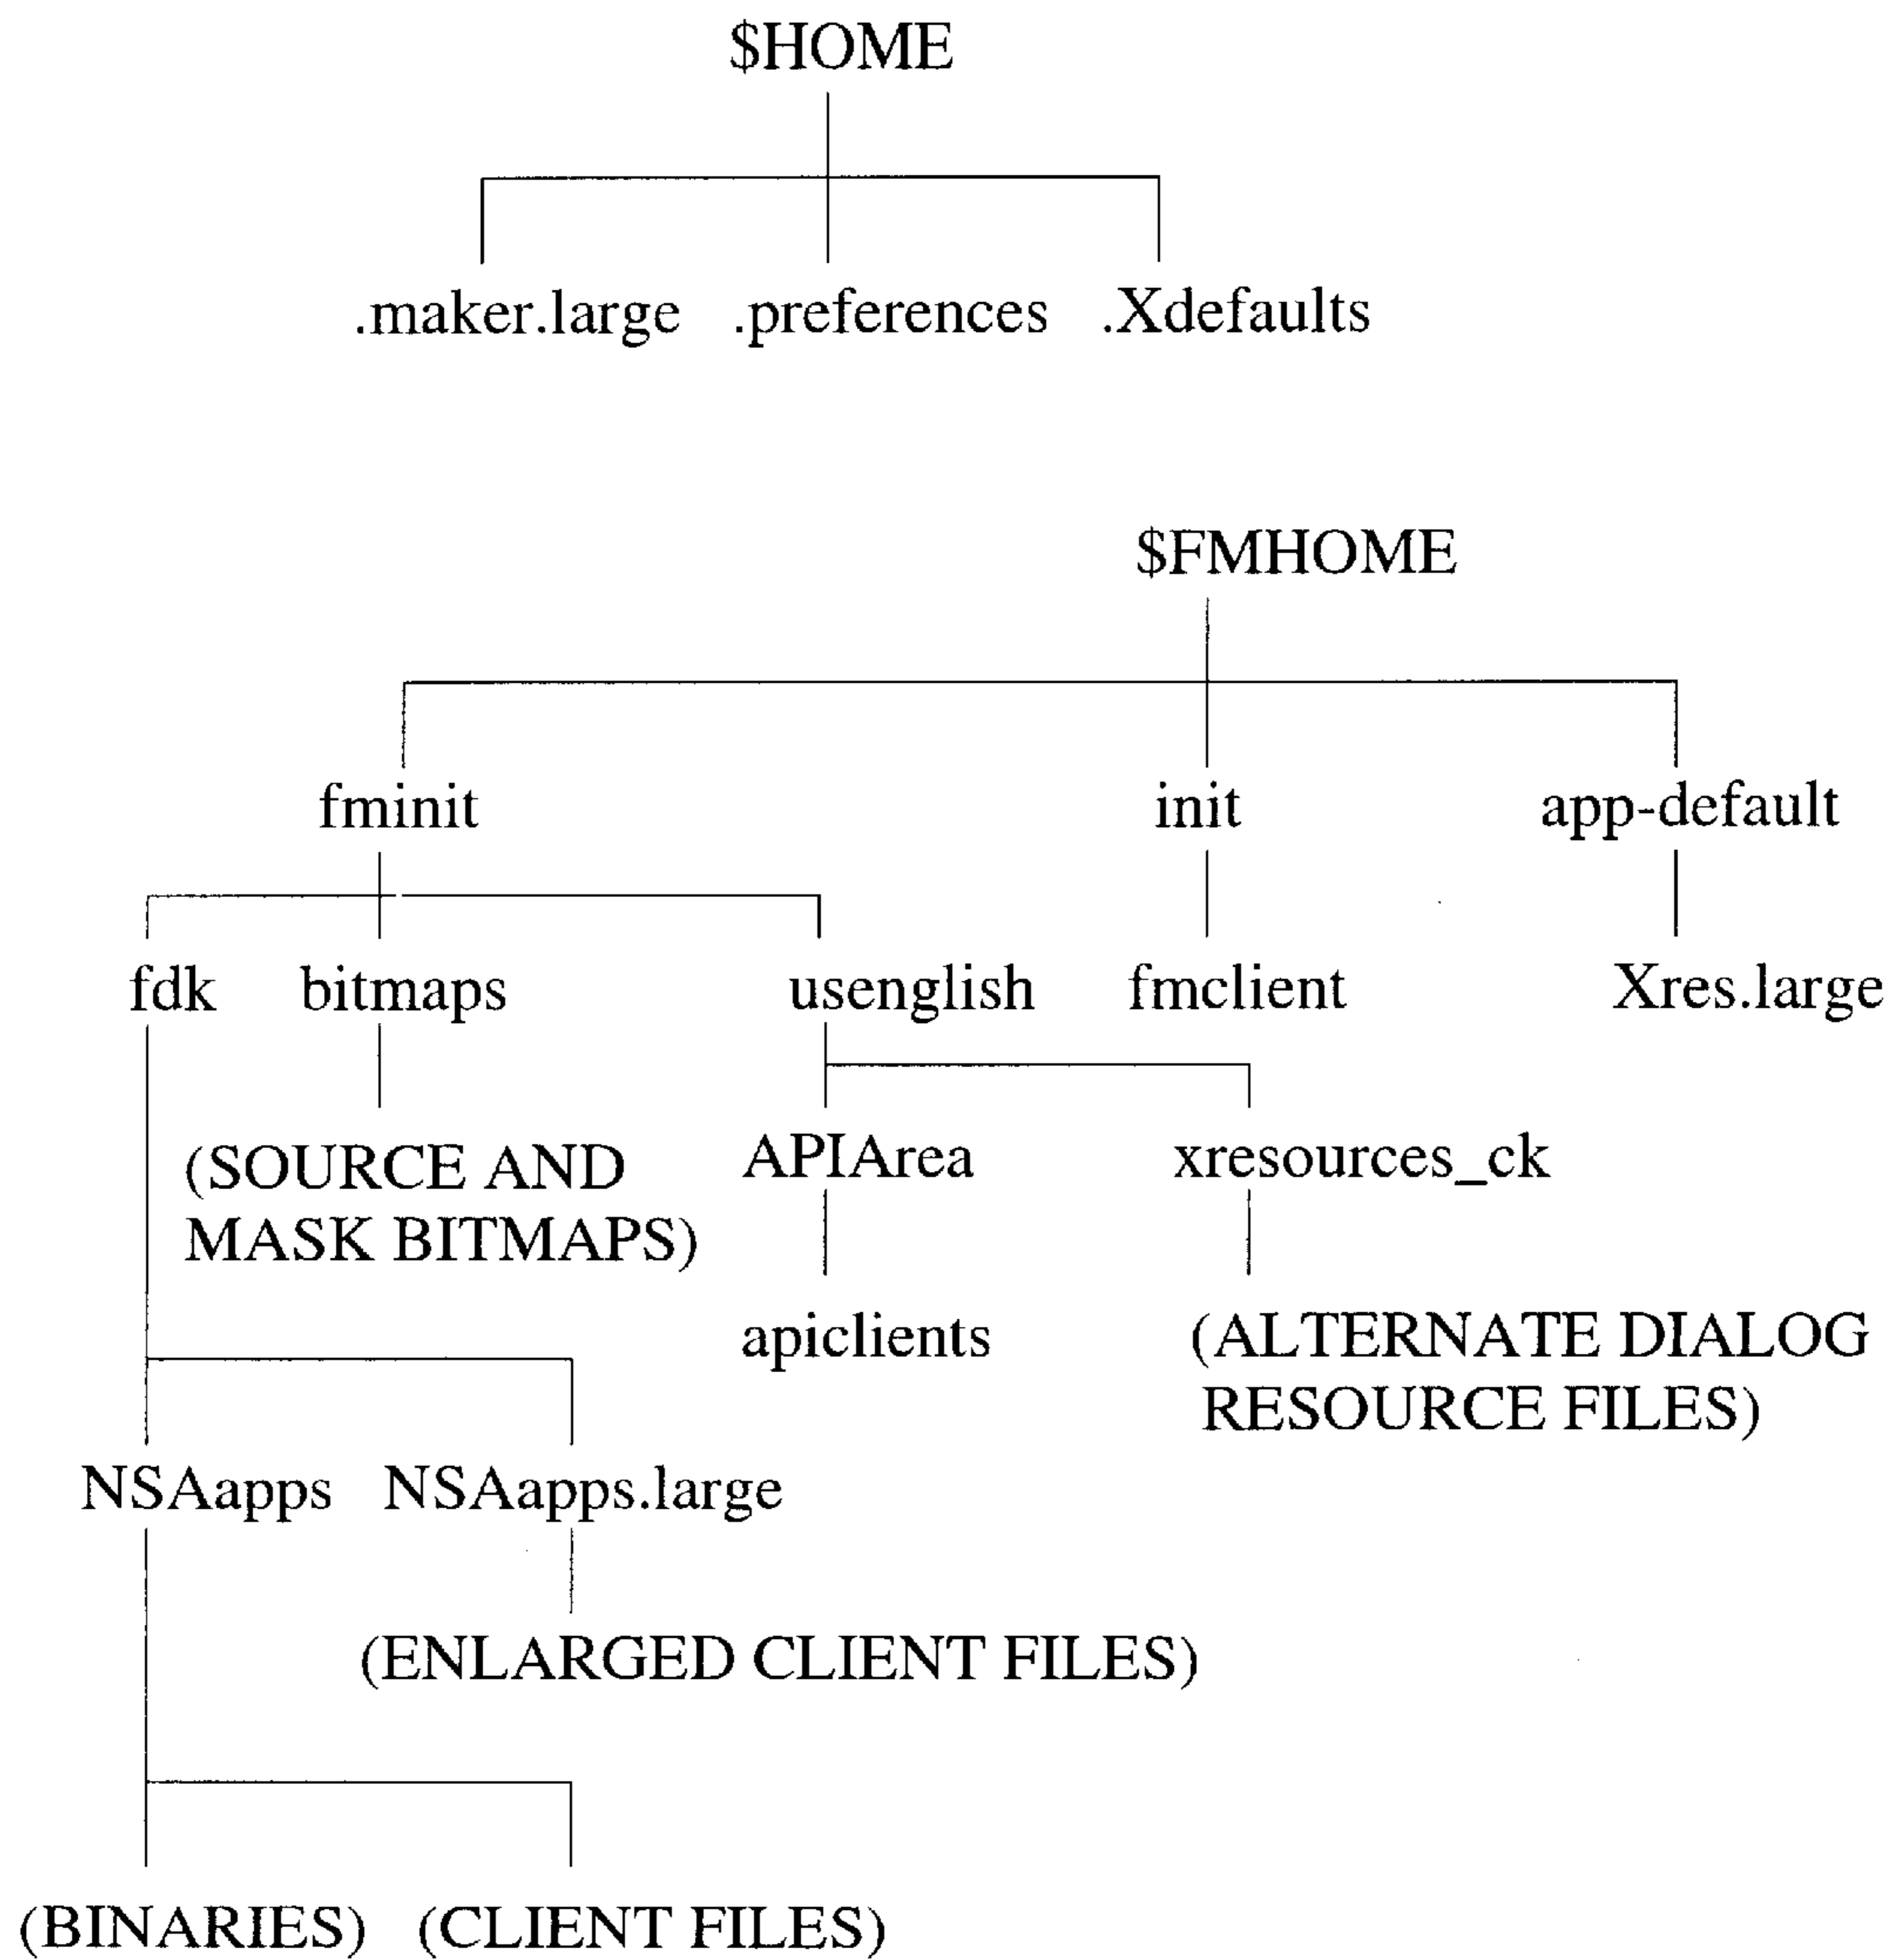 $HOME
.maker.large .preferences .Xdefaults
$FMHOME
fminit init app-default
fdk bitmaps usenglish fmclient Xres.large
(SOURCE AND
MASK BITMAPS)
APIArea xresources_ck
apiclients
(ALTERNATE DIALOG
RESOURCE FILES)
NSAapps NSAapps.large
(ENLARGED CLIENT FILES)
(BINARIES) (CLIENT FILES)